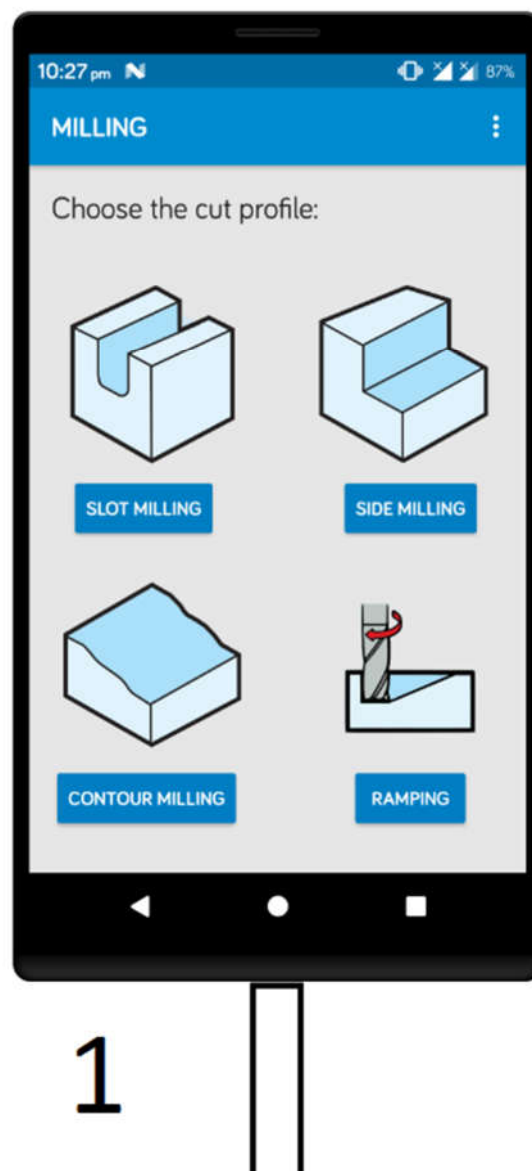 10:27 pm N 87%
MILLING
Choose the cut profile:
SLOT MILLING SIDE MILLING
CONTOUR MILLING RAMPING
1